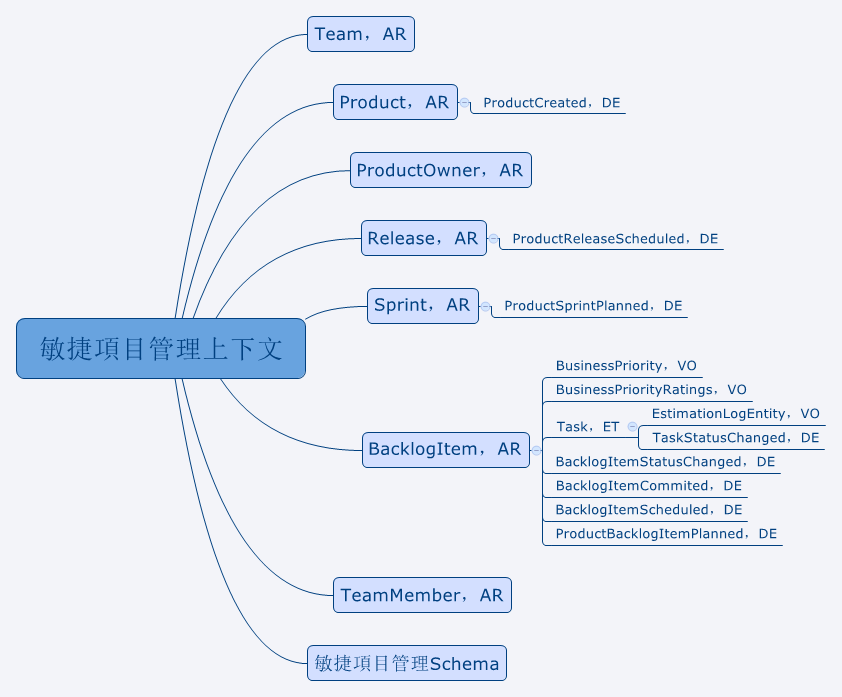 Team，AR
Product，AR
ProductCreated，DE
ProductOwner，AR
Release，AR
ProductReleaseScheduled，DE
Sprint，AR
ProductSprintPlanned，DE
敏捷項目管理上下文
BacklogItem，AR
BusinessPriority，VO
BusinessPriorityRatings，VO
Task，ET
EstimationLogEntity，VO
TaskStatusChanged，DE
BacklogItemStatusChanged，DE
BacklogItemCommited，DE
BacklogItemScheduled，DE
ProductBacklogItemPlanned，DE
TeamMember，AR
敏捷項目管理Schema